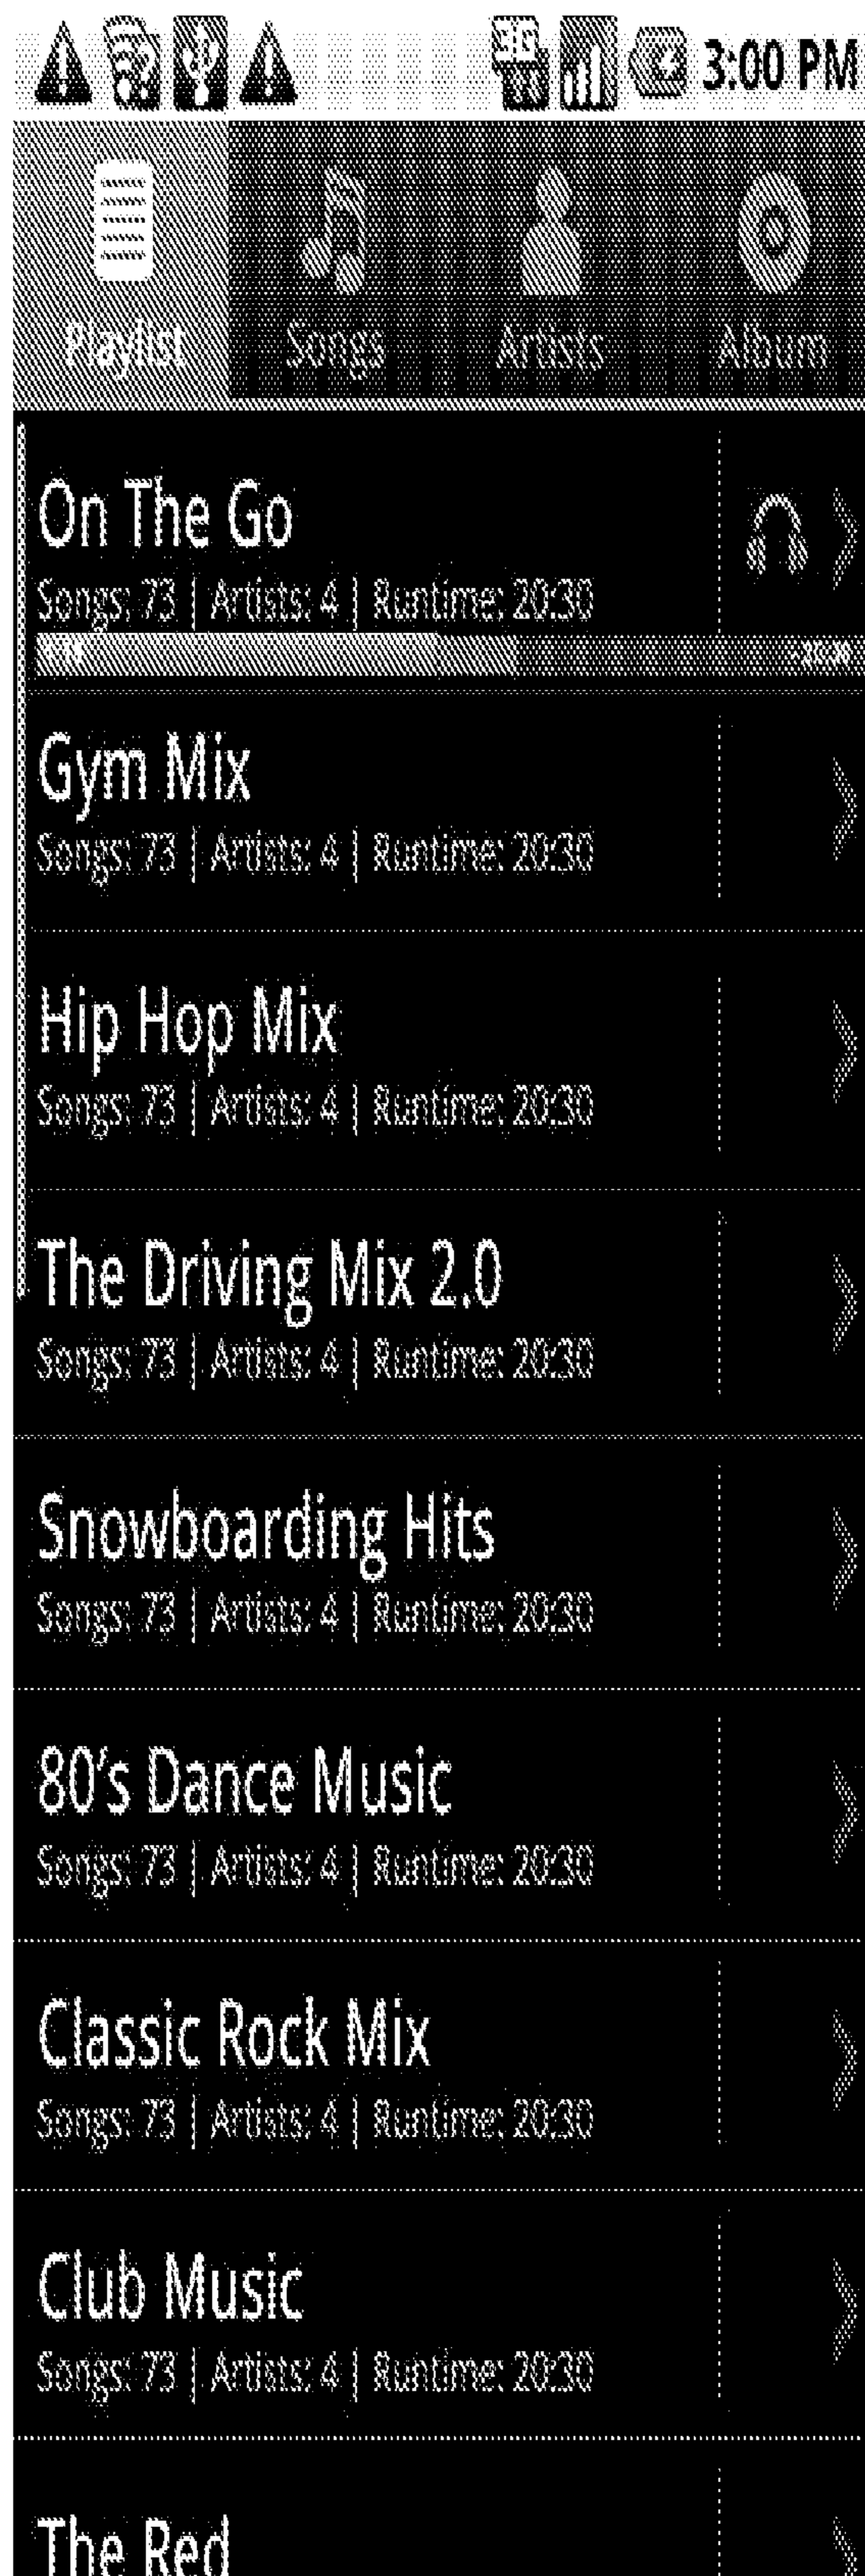 3G R 3:00 PM
Playlist Songs Artists Album
On The Go
Songs: 73 | Artists: 4 | Runtime: 20:30
Gym Mix
Songs: 73 | Artists: 4 | Runtime: 20:30
Hip Hop Mix
Songs: 73 | Artists: 4 | Runtime: 20:30
The Driving Mix 2.0
Songs: 73 | Artists: 4 | Runtime: 20:30
Snowboarding Hits
Songs: 73 | Artists: 4 | Runtime: 20:30
80's Dance Music
Songs: 73 | Artists: 4 | Runtime: 20:30
Classic Rock Mix
Songs: 73 | Artists: 4 | Runtime: 20:30
Club Music
Songs: 73 | Artists: 4 | Runtime: 20:30
The Red